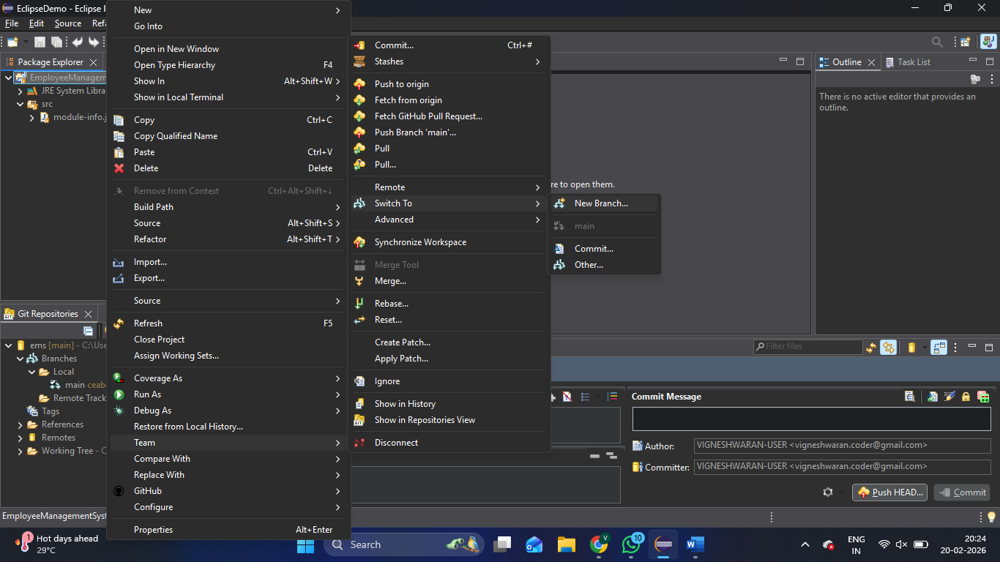 EclipseDemo - Eclipse I
File Edit Source Refa
Package Explorer
EmployeeManagem
JRE System Libra
src
module-info.j
New
Go Into
Open in New Window
Open Type Hierarchy F4
Show In Alt+Shift+W
Show in Local Terminal
Copy Ctrl+C
Copy Qualified Name
Paste Ctrl+V
Delete Delete
Remove from Context Ctrl+Alt+Shift+↓
Build Path
Source Alt+Shift+S
Refactor Alt+Shift+T
Import...
Export...
Source
Refresh F5
Close Project
Assign Working Sets...
Coverage As
Run As
Debug As
Restore from Local History...
Team
Compare With
Replace With
GitHub
Configure
Properties Alt+Enter
Commit... Ctrl+#
Stashes
Push to origin
Fetch from origin
Fetch GitHub Pull Request...
Push Branch 'main'...
Pull
Pull...
Remote
Switch To
Advanced
Synchronize Workspace
Merge Tool
Merge...
Rebase...
Reset...
Create Patch...
Apply Patch...
Ignore
Show in History
Show in Repositories View
Disconnect
New Branch...
main
Commit...
Other...
re to open them.
Outline Task List
There is no active editor that provides an
outline.
Git Repositories
ems [main] - C:\Use
Branches
Local
main ceab
Remote Track
Tags
References
Remotes
Working Tree - C
Filter files
Commit Message
Author: VIGNESHWARAN-USER <vigneshwaran.coder@gmail.com>
Committer: VIGNESHWARAN-USER <vigneshwaran.coder@gmail.com>
Push HEAD... Commit
EmployeeManagementSyst
1
Hot days ahead
29°C
Search
V
10
ENG
IN
20:24
20-02-2026